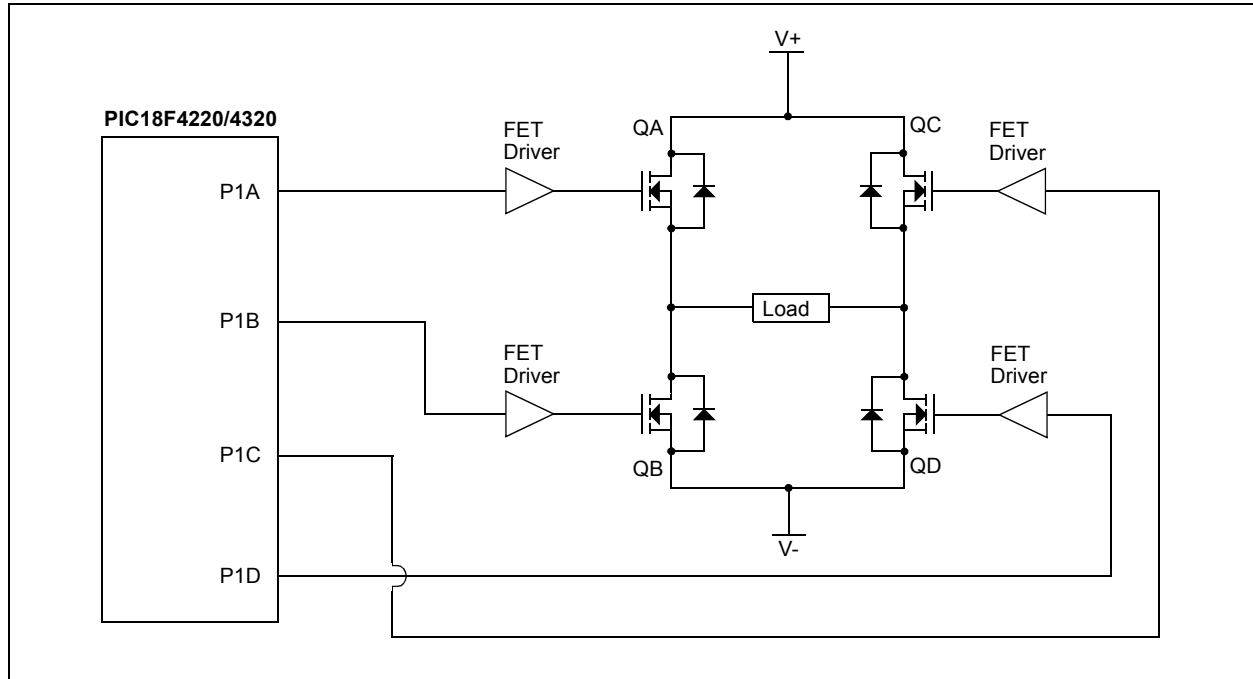 V+
PIC18F4220/4320
FET
Driver
QA
QC
FET
Driver
P1A
Load
P1B
FET
Driver
FET
Driver
P1C
QB
QD
V-
P1D